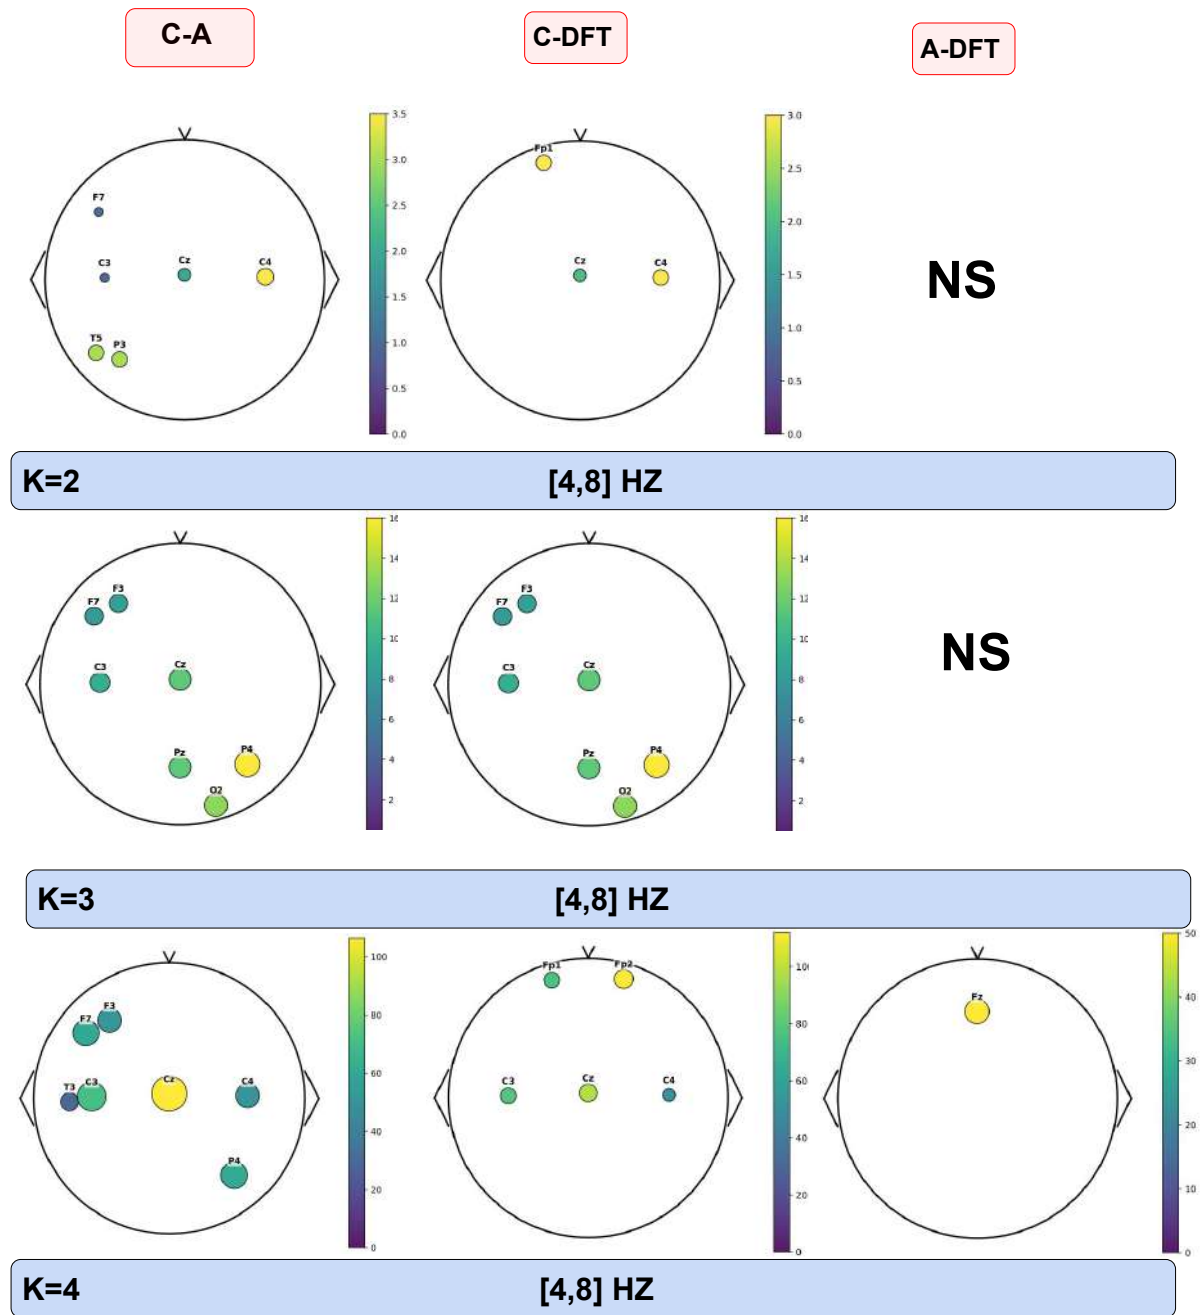 C-A
C-DFT
A-DFT
F7
C3
Cz
C4
T5
P3
3.5
3.0
2.5
2.0
1.5
1.0
0.5
0.0
Fp1
Cz
C4
3.0
2.5
2.0
1.5
1.0
0.5
0.0
NS
K=2 [4,8] HZ
F7
F3
C3
Cz
Pz
P4
O2
16
14
12
10
8
6
4
2
F7
F3
C3
Cz
Pz
P4
O2
16
14
12
10
8
6
4
2
NS
K=3 [4,8] HZ
F7
F3
T3
C3
Cz
C4
P4
100
80
60
40
20
0
Fp1
Fp2
C3
Cz
C4
10
80
60
40
20
0
Fz
50
40
30
20
10
0
K=4 [4,8] HZ